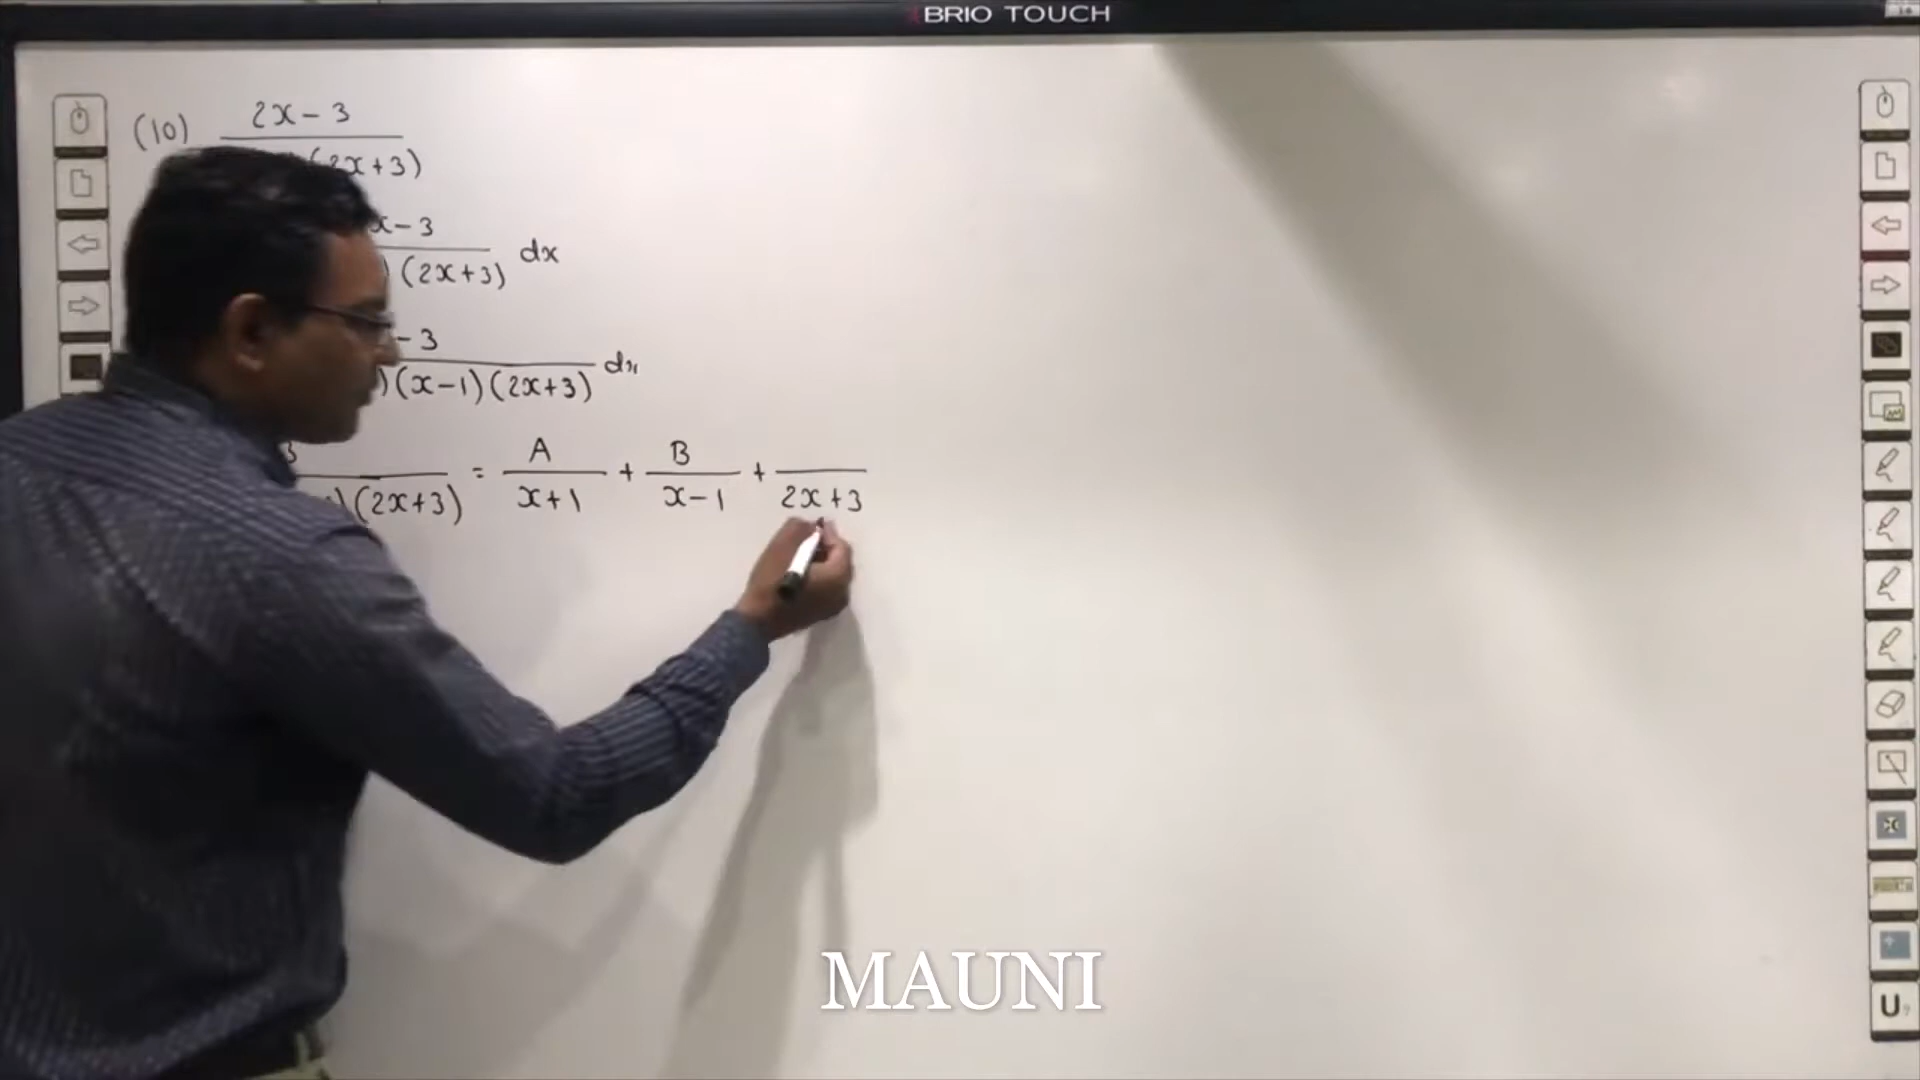 BRIO TOUCH
(10) 2x - 3
(2x+3)
x - 3
(2x+3) dx
- 3
)(x-1)(2x+3) dx
3
)(2x+3) = A/x+1 + B/x-1 + /2x+3
MAUNI
U